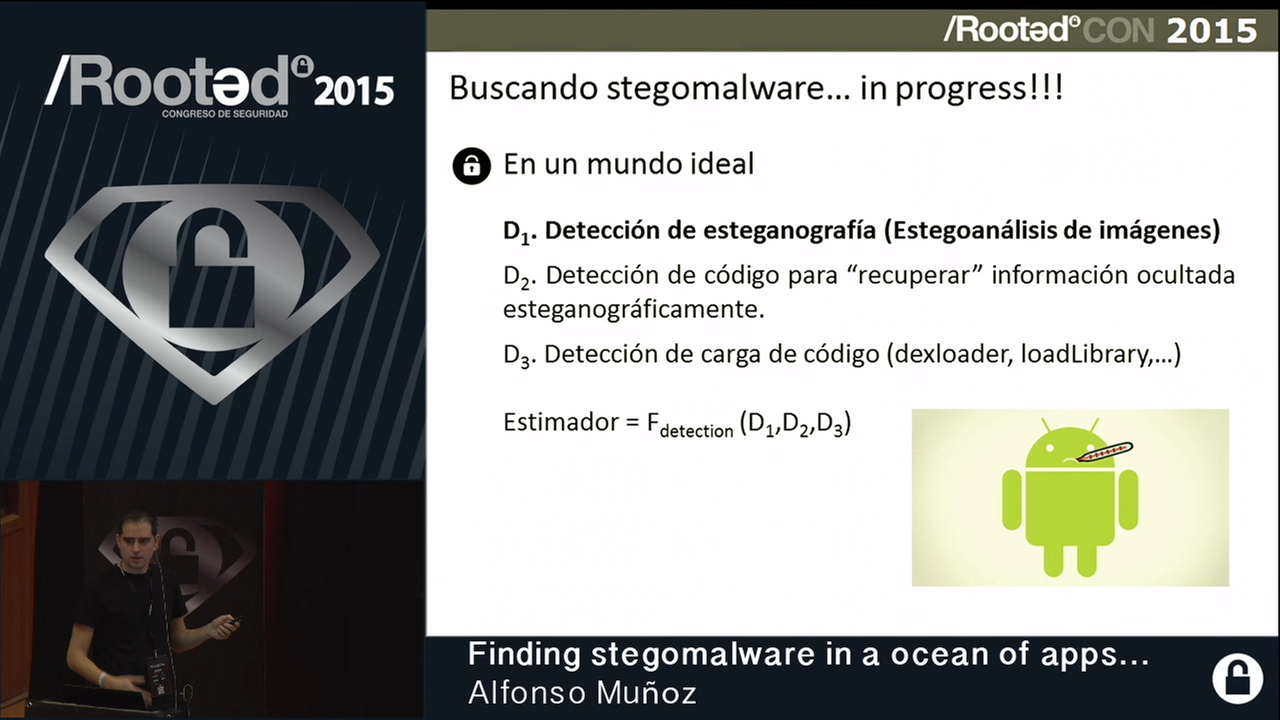 /Rooted 2015
CONGRESO DE SEGURIDAD
/Rooted CON 2015
Buscando stegomalware... in progress!!!
En un mundo ideal
D1. Detección de esteganografía (Estegoanálisis de imágenes)
D2. Detección de código para “recuperar” información ocultada
esteganográficamente.
D3. Detección de carga de código (dexloader, loadLibrary,...)
Estimador = Fdetection (D1,D2,D3)
Finding stegomalware in a ocean of apps...
Alfonso Muñoz